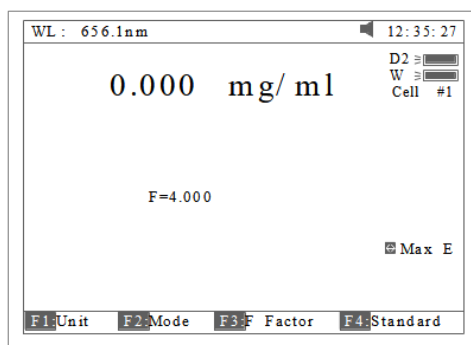 WL: 656.1nm 12:35:27
D2
W
0.000 mg/ml
Cell #1
F=4.000
Max E
F1:Unit F2:Mode F3:F Factor F4:Standard